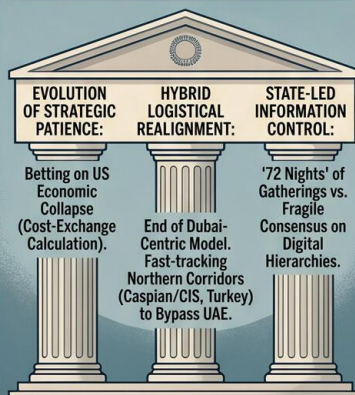 EVOLUTION
OF STRATEGIC
PATIENCE:
Betting on US
Economic
Collapse
(Cost-Exchange
Calculation).
HYBRID
LOGISTICAL
REALIGNMENT:
End of Dubai-
Centric Model.
Fast-tracking
Northern Corridors
(Caspian/CIS, Turkey)
to Bypass UAE.
STATE-LED
INFORMATION
CONTROL:
'72 Nights' of
Gatherings vs.
Fragile
Consensus on
Digital
Hierarchies.